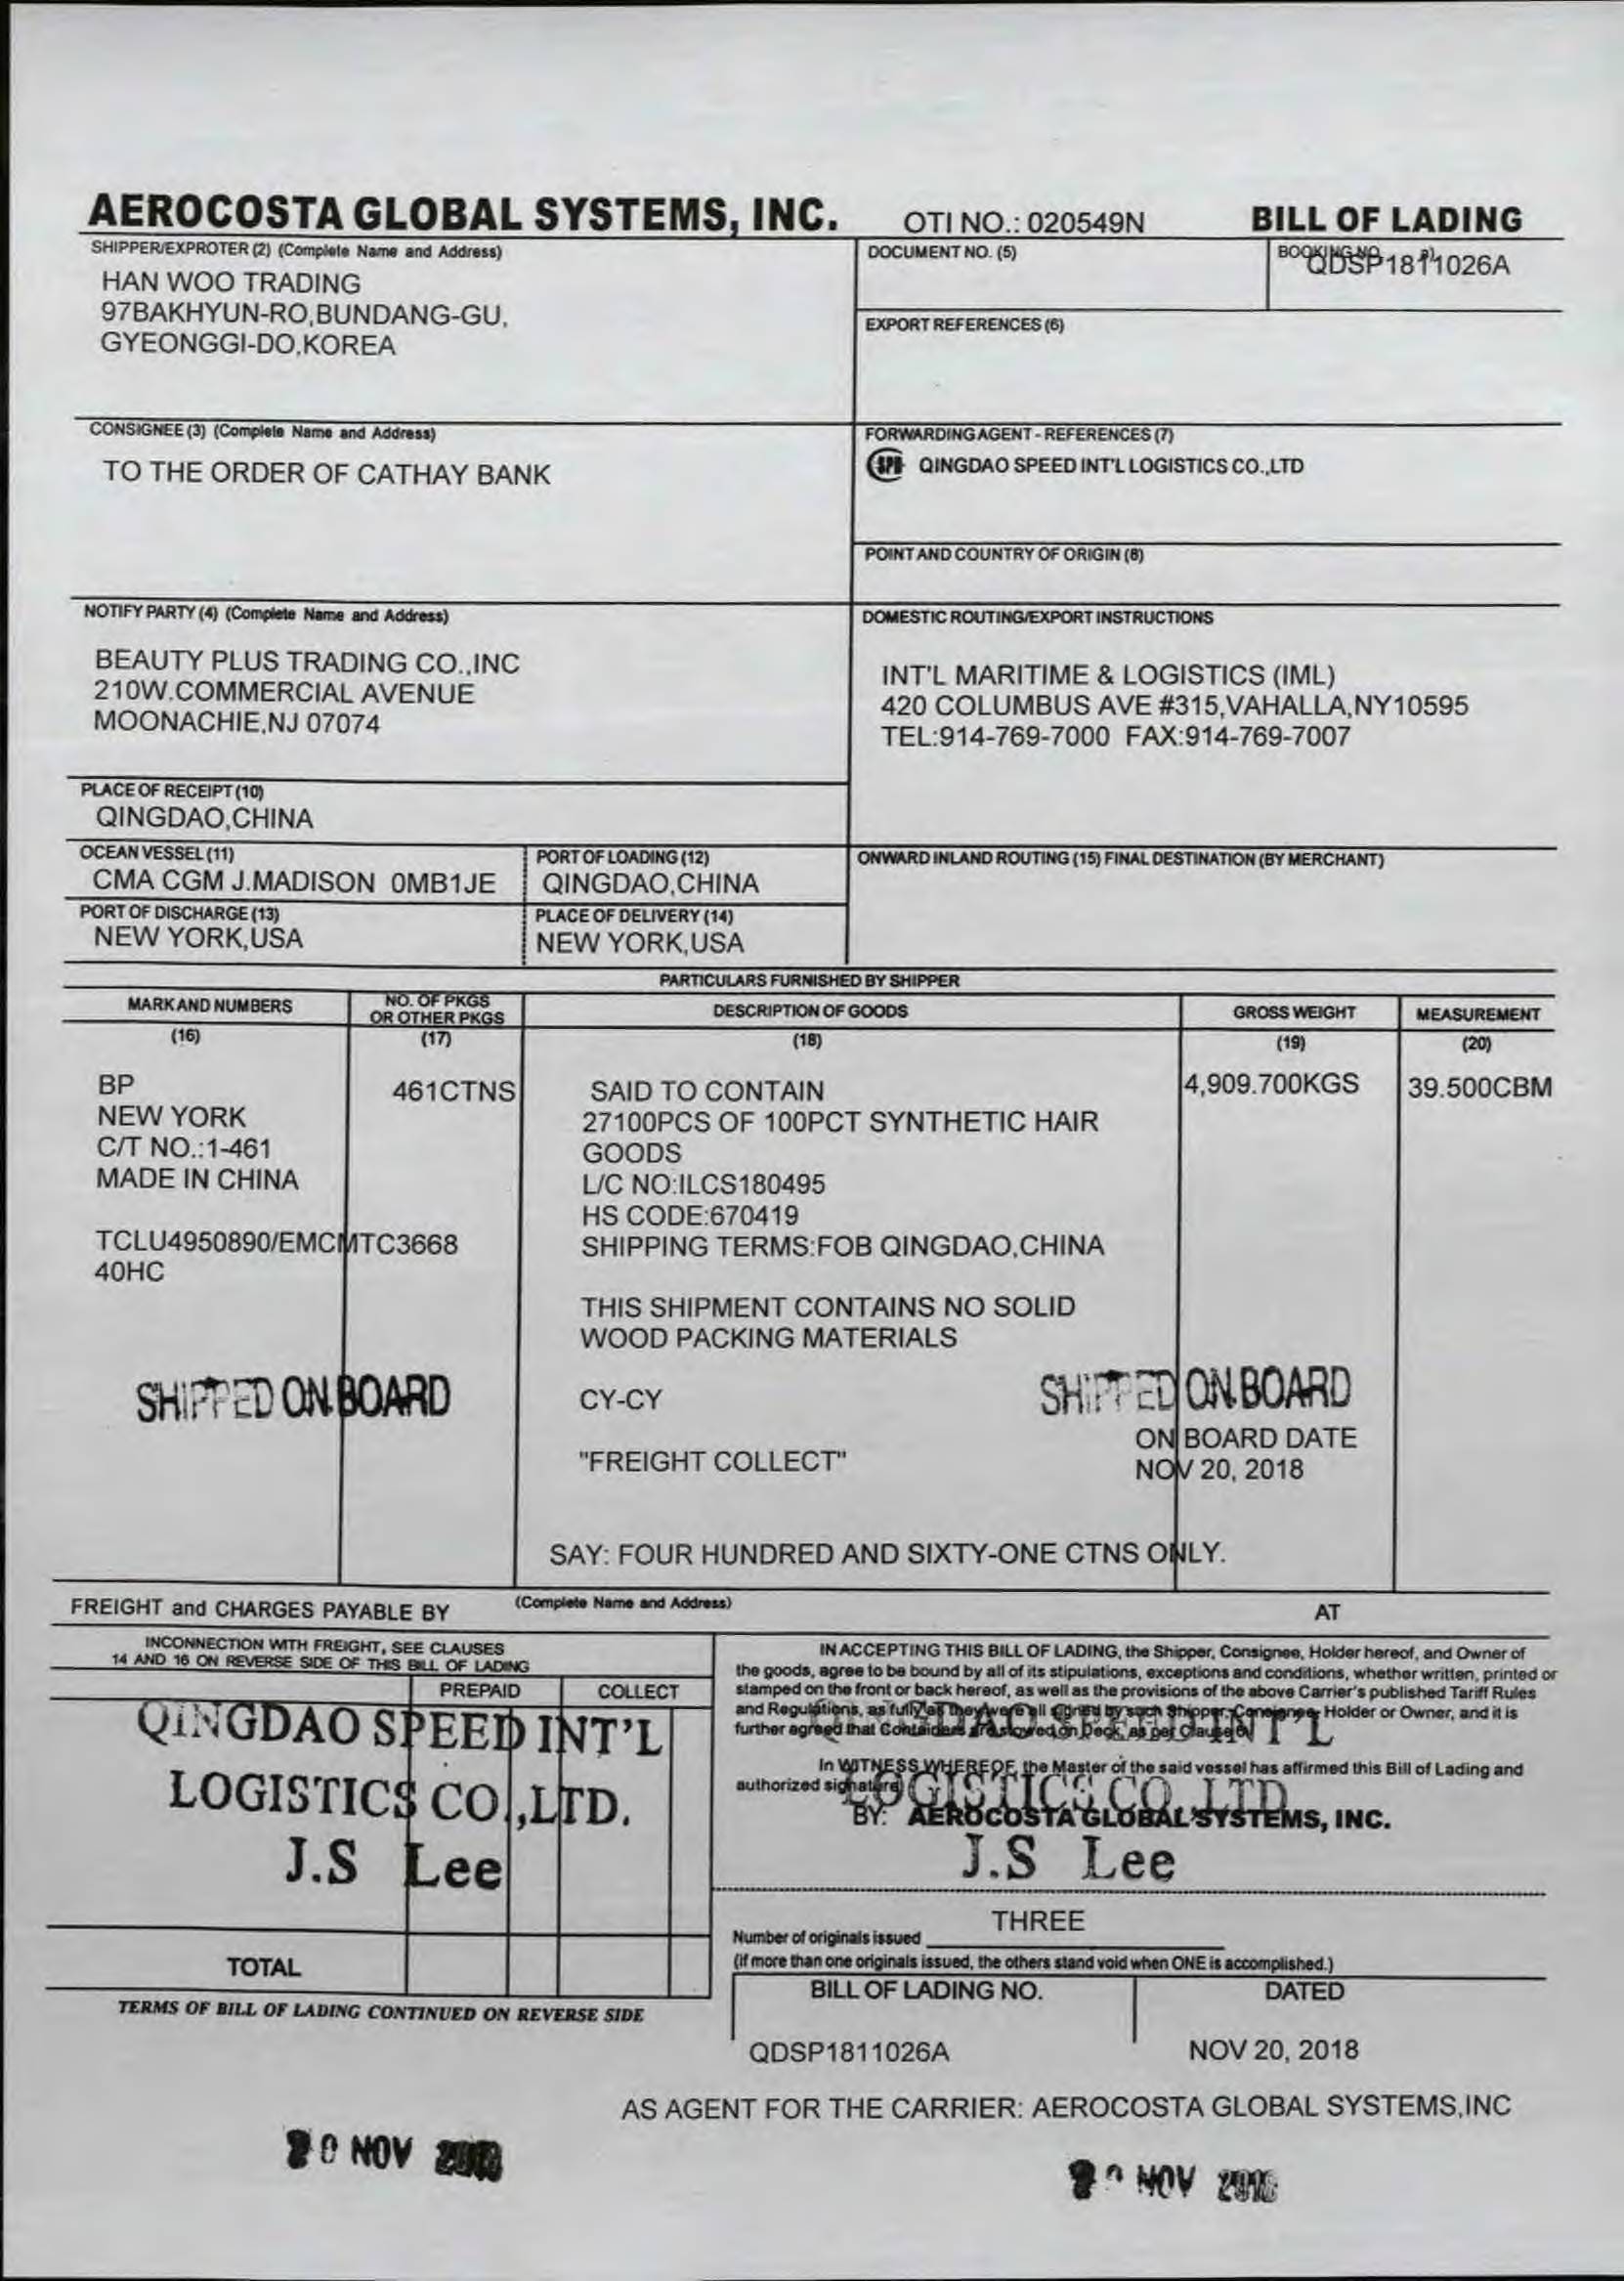 AEROCOSTA GLOBAL SYSTEMS, INC. OTI NO.: 020549N BILL OF LADING
SHIPPER/EXPROTER (2) (Complete Name and Address)
HAN WOO TRADING
97BAKHYUN-RO,BUNDANG-GU,
GYEONGGI-DO,KOREA
DOCUMENT NO. (5)
BOOKING NO.
QDSP1811026A
EXPORT REFERENCES (6)
CONSIGNEE (3) (Complete Name and Address)
TO THE ORDER OF CATHAY BANK
FORWARDING AGENT - REFERENCES (7)
SPD QINGDAO SPEED INT'L LOGISTICS CO.,LTD
POINT AND COUNTRY OF ORIGIN (8)
NOTIFY PARTY (4) (Complete Name and Address)
BEAUTY PLUS TRADING CO.,INC
210W.COMMERCIAL AVENUE
MOONACHIE,NJ 07074
DOMESTIC ROUTING/EXPORT INSTRUCTIONS
INT'L MARITIME & LOGISTICS (IML)
420 COLUMBUS AVE #315,VAHALLA,NY10595
TEL:914-769-7000 FAX:914-769-7007
PLACE OF RECEIPT (10)
QINGDAO,CHINA
OCEAN VESSEL (11)
CMA CGM J.MADISON 0MB1JE
PORT OF LOADING (12)
QINGDAO,CHINA
ONWARD INLAND ROUTING (15) FINAL DESTINATION (BY MERCHANT)
PORT OF DISCHARGE (13)
NEW YORK,USA
PLACE OF DELIVERY (14)
NEW YORK,USA
PARTICULARS FURNISHED BY SHIPPER
MARK AND NUMBERS
(16)
NO. OF PKGS
OR OTHER PKGS
(17)
DESCRIPTION OF GOODS
(18)
GROSS WEIGHT
(19)
MEASUREMENT
(20)
BP
NEW YORK
C/T NO.:1-461
MADE IN CHINA
TCLU4950890/EMCMTC3668
40HC
461CTNS
SAID TO CONTAIN
27100PCS OF 100PCT SYNTHETIC HAIR
GOODS
L/C NO:ILCS180495
HS CODE:670419
SHIPPING TERMS:FOB QINGDAO,CHINA
THIS SHIPMENT CONTAINS NO SOLID
WOOD PACKING MATERIALS
4,909.700KGS
39.500CBM
SHIPPED ON BOARD
CY-CY
SHIPPED ON BOARD
ON BOARD DATE
"FREIGHT COLLECT"
NOV 20, 2018
SAY: FOUR HUNDRED AND SIXTY-ONE CTNS ONLY.
FREIGHT and CHARGES PAYABLE BY (Complete Name and Address) AT
INCONNECTION WITH FREIGHT, SEE CLAUSES
14 AND 16 ON REVERSE SIDE OF THIS BILL OF LADING
PREPAID COLLECT
QINGDAO SPEED INT'L
LOGISTICS CO.,LTD.
J.S Lee
TOTAL
TERMS OF BILL OF LADING CONTINUED ON REVERSE SIDE
IN ACCEPTING THIS BILL OF LADING, the Shipper, Consignee, Holder hereof, and Owner of
the goods, agree to be bound by all of its stipulations, exceptions and conditions, whether written, printed or
stamped on the front or back hereof, as well as the provisions of the above Carrier's published Tariff Rules
and Regulations, as fully as they were all signed by such Shipper, Consignee, Holder or Owner, and it is
further agreed that Containers are stowed on Deck, as per Clause
In WITNESS WHEREOF, the Master of the said vessel has affirmed this Bill of Lading and
authorized signature
LOGISTICS CO.,LTD.
BY: AEROCOSTA GLOBAL SYSTEMS, INC.
J.S Lee
THREE
Number of originals issued
(If more than one originals issued, the others stand void when ONE is accomplished.)
BILL OF LADING NO.
DATED
QDSP1811026A
NOV 20, 2018
AS AGENT FOR THE CARRIER: AEROCOSTA GLOBAL SYSTEMS,INC
20 NOV 2018
NOV